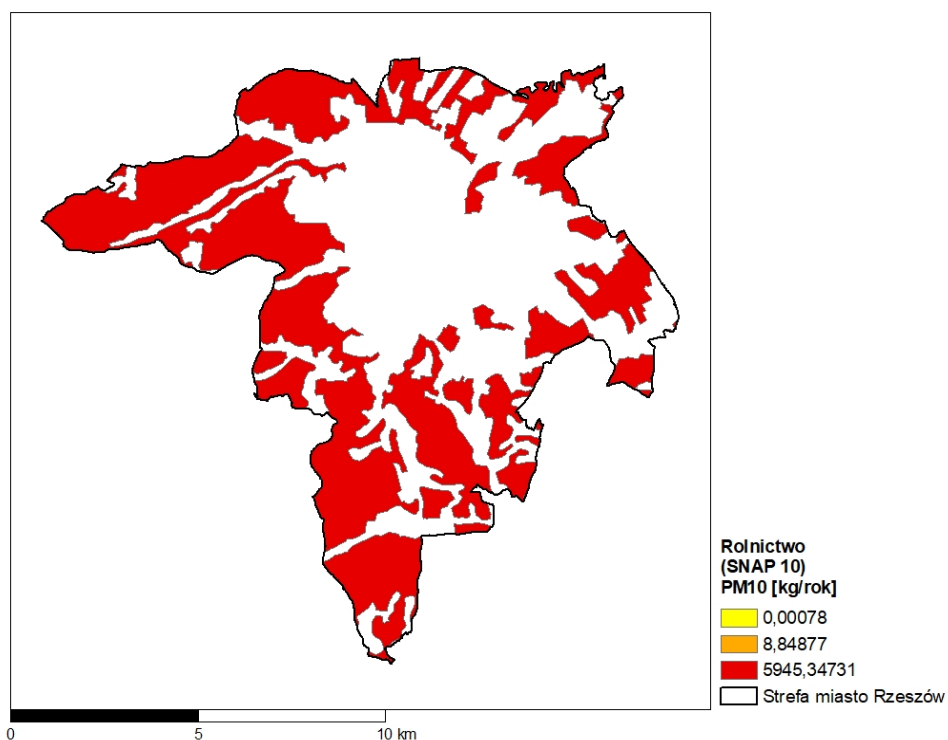 Rolnictwo
(SNAP 10)
PM10 [kg/rok]
0,00078
8,84877
5945,34731
Strefa miasto Rzeszów
0 5 10 km